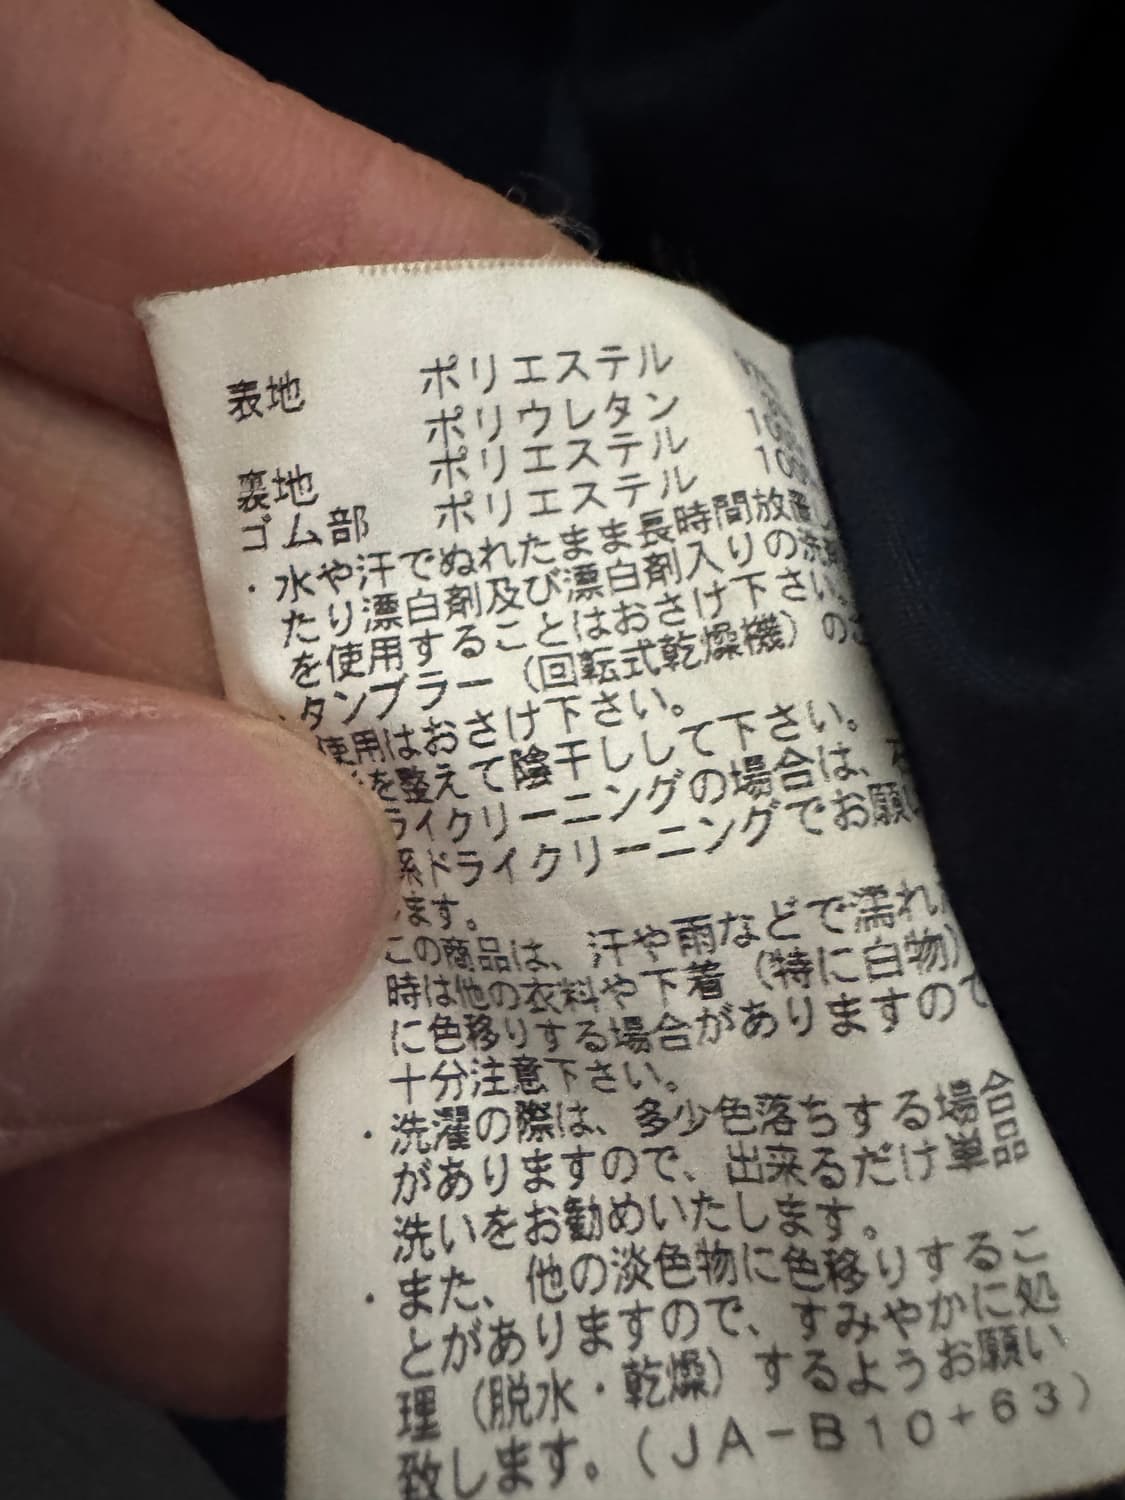 表地 ポリエステル
ポリウレタン
裏地 ポリエステル 100
ゴム部 ポリエステル 100
・水や汗でぬれたまま長時間放置し
たり漂白剤及び漂白剤入りの洗
を使用することはおさけ下さい。
・タンブラー(回転式乾燥機)の
使用はおさけ下さい。
を整えて陰干しして下さい。
ライクリーニングの場合は、
系ドライクリーニングでお願い
ます。
この商品は、汗や雨などで濡れ
時は他の衣料や下着(特に白物)
に色移りする場合がありますので
十分注意下さい。
・洗濯の際は、多少色落ちする場合
がありますので、出来るだけ単品
洗いをお勧めいたします。
・また、他の淡色物に色移りするこ
とがありますので、すみやかに処
理(脱水・乾燥)するようお願い
致します。(JA-B10+63)